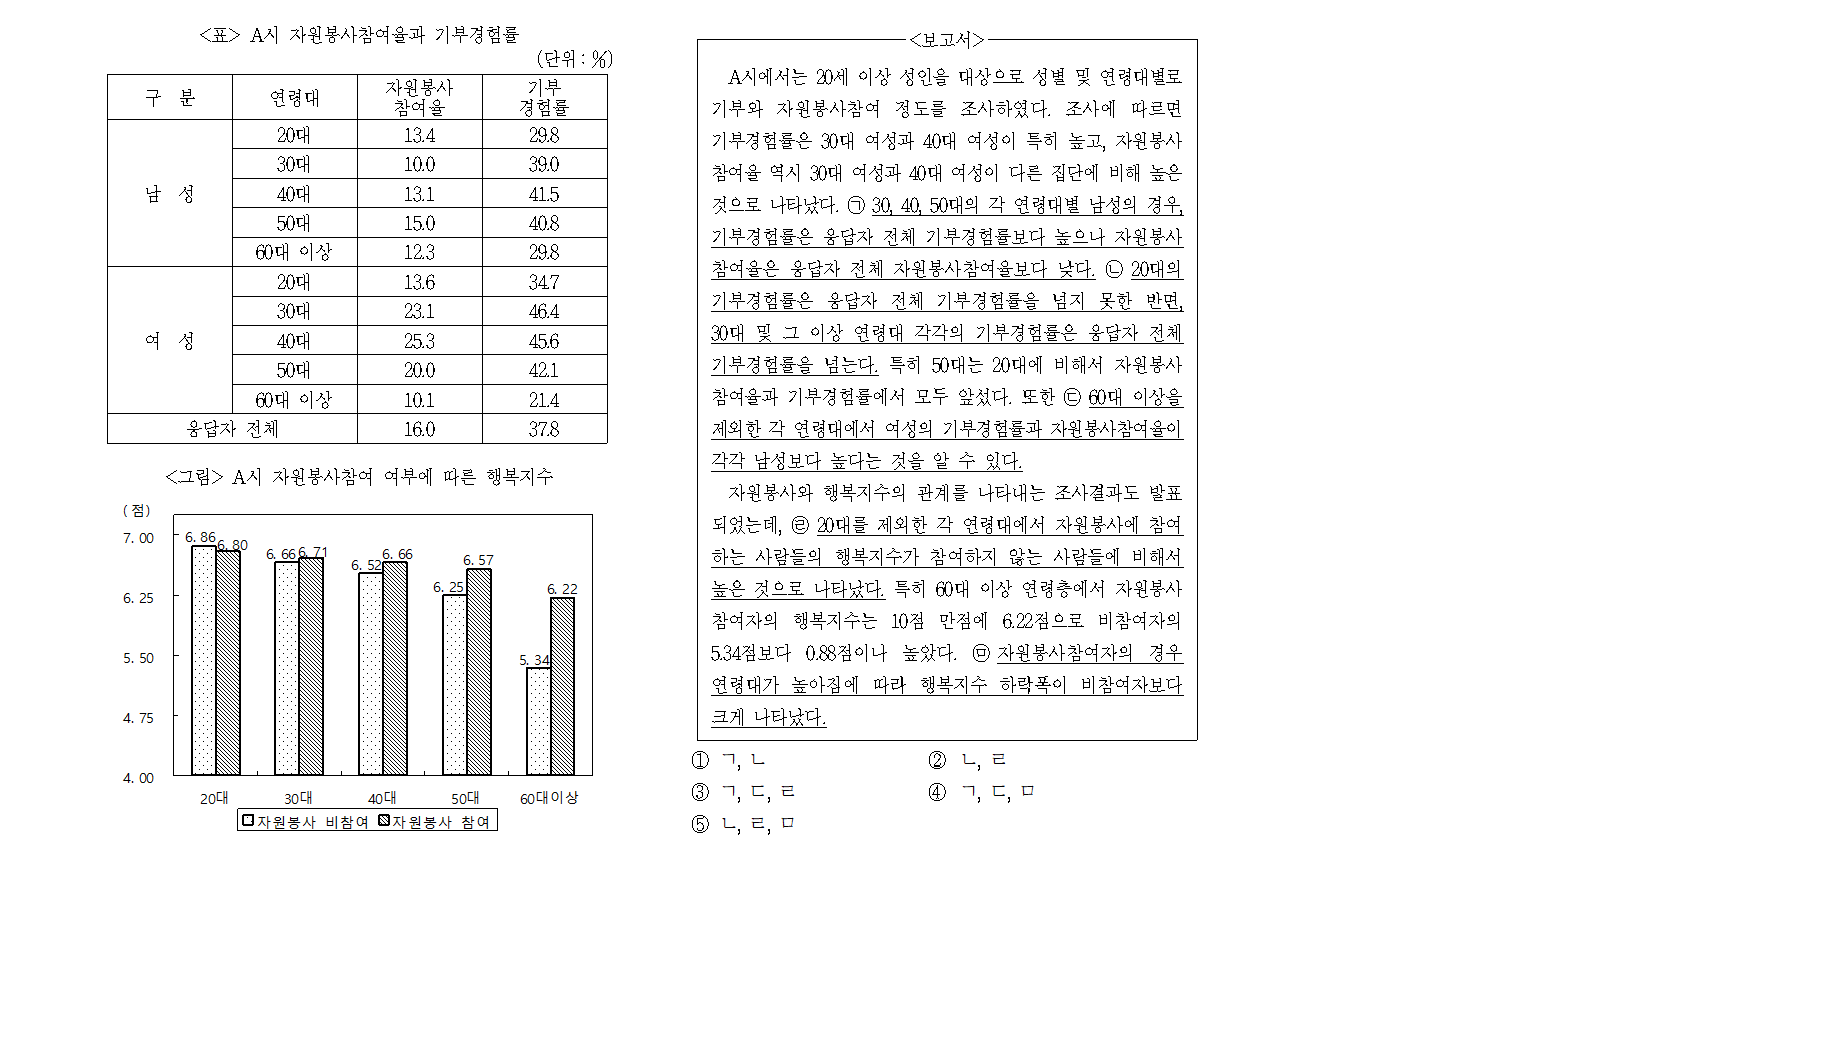 <표> A시 자원봉사참여율과 기부경험률
(단위 : %)
구 분 연령대 자원봉사 참여율 기부 경험률
남 성
20대 13.4 29.8
30대 10.0 39.0
40대 13.1 41.5
50대 15.0 40.8
60대 이상 12.3 29.8
여 성
20대 13.6 34.7
30대 23.1 46.4
40대 25.3 45.6
50대 20.0 42.1
60대 이상 10.1 21.4
응답자 전체 16.0 37.8
<그림> A시 자원봉사참여 여부에 따른 행복지수
(점)
7.00
6.25
5.50
4.75
4.00
6.86 6.80
6.66 6.71
6.52 6.66
6.25 6.57
5.34 6.22
20대 30대 40대 50대 60대이상
자원봉사 비참여 자원봉사 참여
<보고서>
A시에서는 20세 이상 성인을 대상으로 성별 및 연령대별로
기부와 자원봉사참여 정도를 조사하였다. 조사에 따르면
기부경험률은 30대 여성과 40대 여성이 특히 높고, 자원봉사
참여율 역시 30대 여성과 40대 여성이 다른 집단에 비해 높은
것으로 나타났다. ㉠ 30, 40, 50대의 각 연령대별 남성의 경우,
기부경험률은 응답자 전체 기부경험률보다 높으나 자원봉사
참여율은 응답자 전체 자원봉사참여율보다 낮다. ㉡ 20대의
기부경험률은 응답자 전체 기부경험률을 넘지 못한 반면,
30대 및 그 이상 연령대 각각의 기부경험률은 응답자 전체
기부경험률을 넘는다. 특히 50대는 20대에 비해서 자원봉사
참여율과 기부경험률에서 모두 앞섰다. 또한 ㉢ 60대 이상을
제외한 각 연령대에서 여성의 기부경험률과 자원봉사참여율이
각각 남성보다 높다는 것을 알 수 있다.
자원봉사와 행복지수의 관계를 나타내는 조사결과도 발표
되었는데, ㉣ 20대를 제외한 각 연령대에서 자원봉사에 참여
하는 사람들의 행복지수가 참여하지 않는 사람들에 비해서
높은 것으로 나타났다. 특히 60대 이상 연령층에서 자원봉사
참여자의 행복지수는 10점 만점에 6.22점으로 비참여자의
5.34점보다 0.88점이나 높았다. ㉤ 자원봉사참여자의 경우
연령대가 높아짐에 따라 행복지수 하락폭이 비참여자보다
크게 나타났다.
① ㄱ, ㄴ ② ㄴ, ㄹ
③ ㄱ, ㄷ, ㄹ ④ ㄱ, ㄷ, ㅁ
⑤ ㄴ, ㄹ, ㅁ